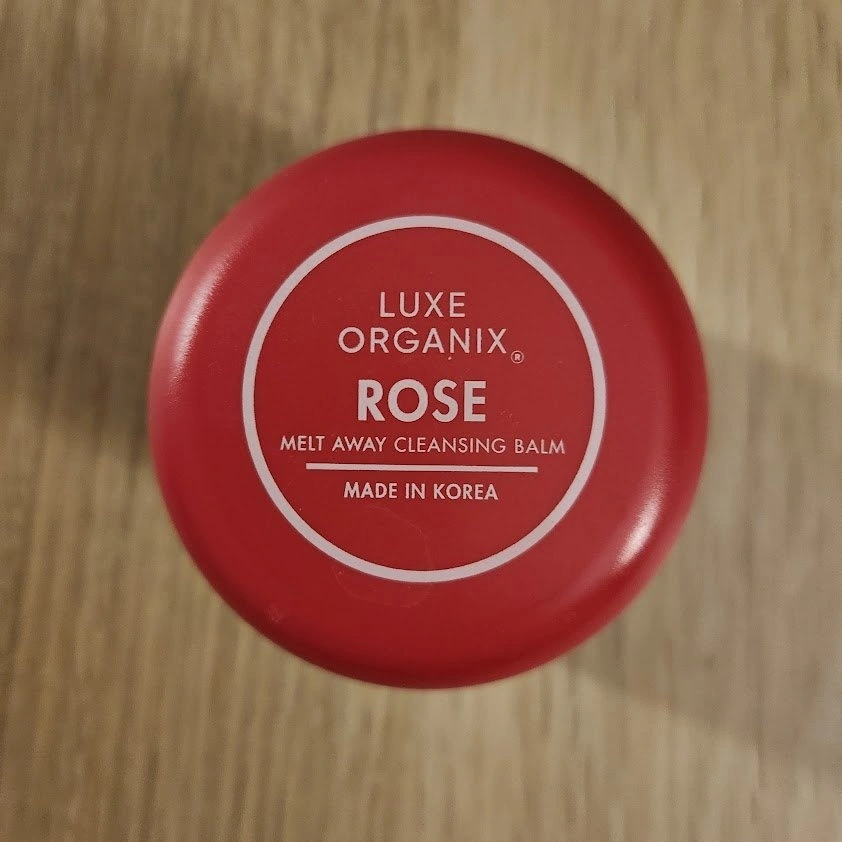 LUXE
ORGANIX®
ROSE
MELT AWAY CLEANSING BALM
MADE IN KOREA